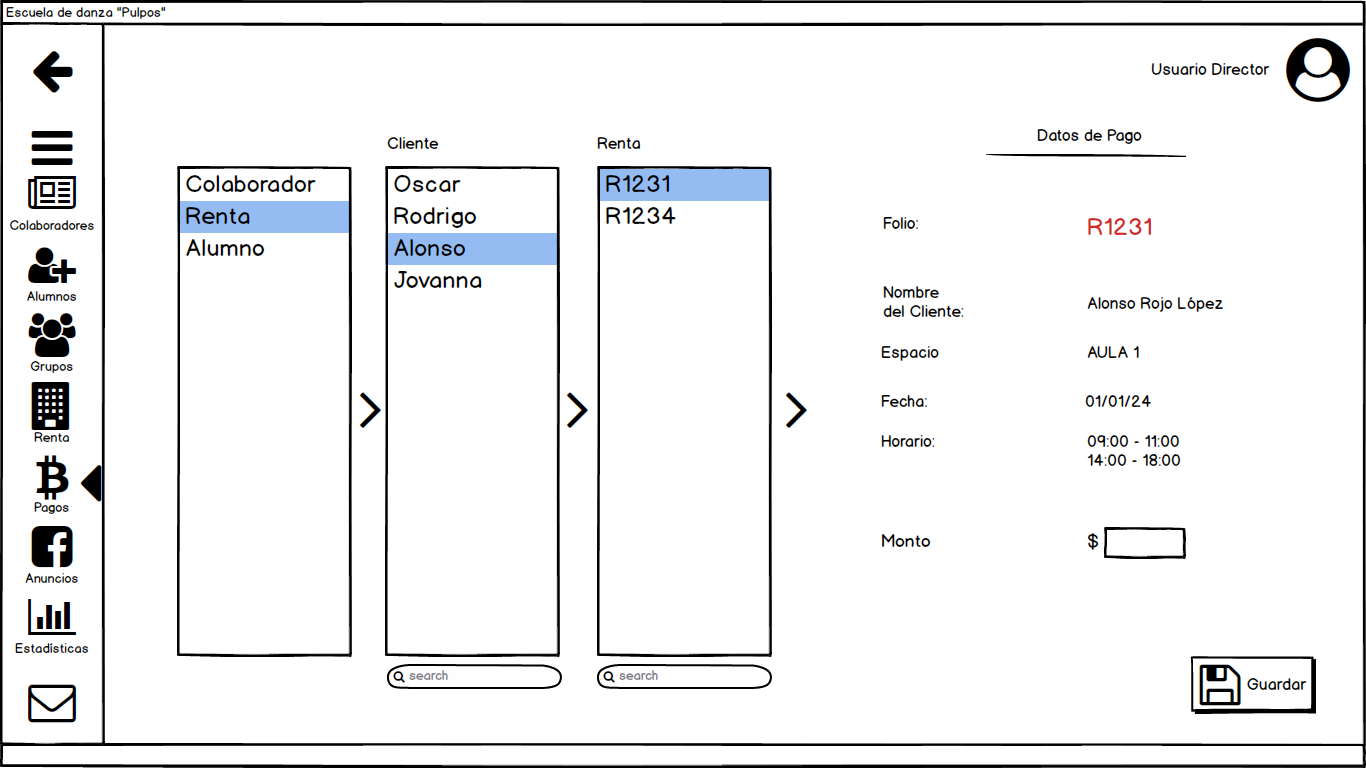 Escuela de danza "Pulpos"
Usuario Director
Colaboradores
Alumnos
Grupos
Renta
Pagos
Anuncios
Estadísticas
Colaborador
Renta
Alumno
Cliente
Oscar
Rodrigo
Alonso
Jovanna
search
Renta
R1231
R1234
search
Datos de Pago
Folio: R1231
Nombre
del Cliente: Alonso Rojo López
Espacio AULA 1
Fecha: 01/01/24
Horario: 09:00 - 11:00
14:00 - 18:00
Monto $
Guardar